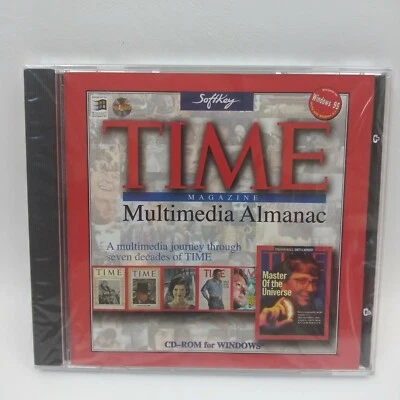 SoftKey
Windows 95
TIME
MAGAZINE
Multimedia Almanac
A multimedia journey through
seven decades of TIME
TIME
TIME
TIME
TIME
Master
Of the
Universe
CD-ROM for WINDOWS